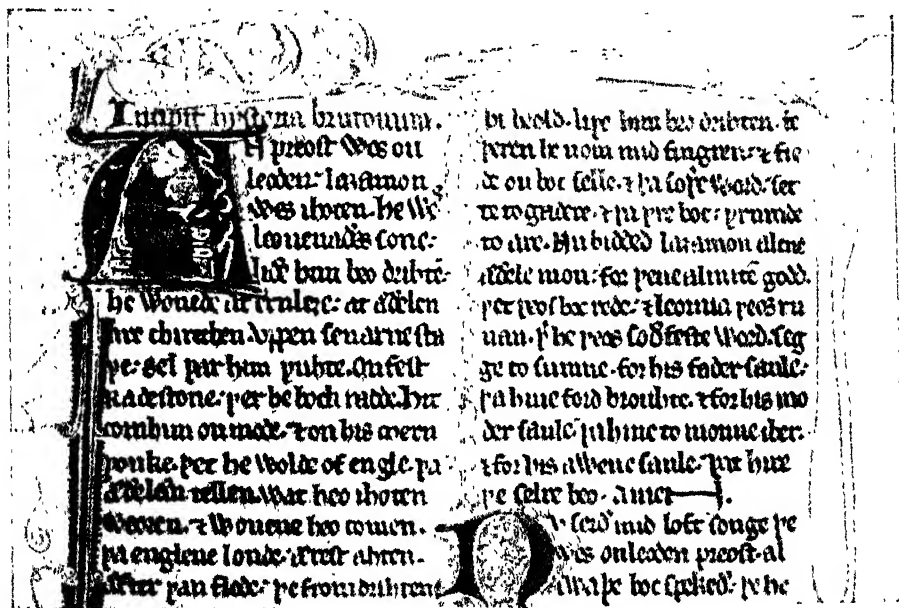 Incipit hystoria brutonum.
AN preost wes on
leoden. laȝamon
wes ihoten. he wes
leouenaðes sone.
liðe him beo drihtē.
he wonede at ernleȝe. at æðelen
are chirechen. vppen seuarne sta
þe. sel þar him þuhte. on fest
radestone. þer he bock radde. hit
com him on mode. ⁊ on his mern
þonke. þet he wolde of engle. þa
æðelæn tellen. wat heo ihoten
weoren. ⁊ wonene heo comen.
þa englene londe. ærest ahten.
æfter þan flode. þe from drihtene
bi heold. liþe him beo drihten. fe
þeren he nom mid fingren. ⁊ fie
de on boc felle. ⁊ þa soþe word. set
te to gadere. ⁊ þa þre boc. þrumde
to are. Nu biddeð laȝamon alcne
æðele mon. for þene almitē godd.
þet þeos boc rede. ⁊ leornia þeos ru
nan. þ̄ he þeos soðfeste word. seg
ge to sumne. for his fader saule.
þa hine forð brouhte. ⁊ for his mo
der saule. þa hine to monne iber.
⁊ for his awene saule. þat hire
þe selre beo. amen.
Nu seið mid loft songe þe
wes on leoden preost. al
swa þe boc spekeð. þe he